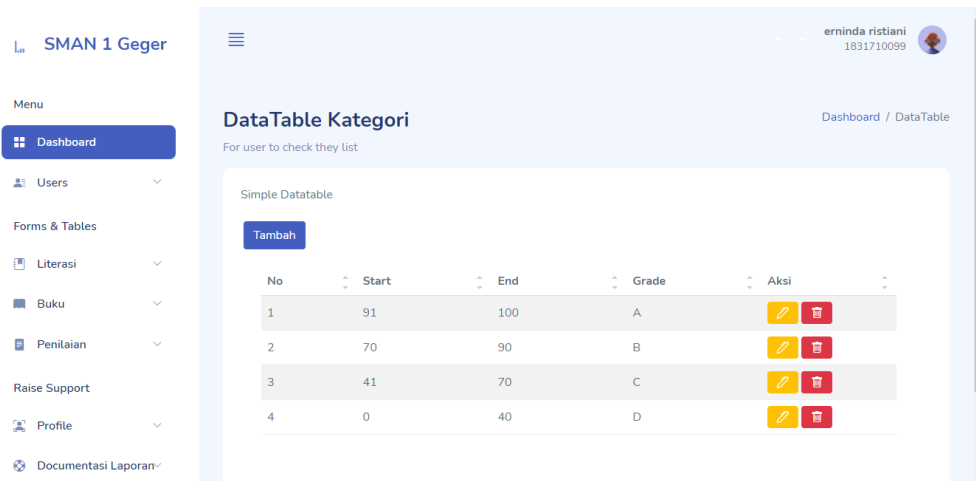 SMAN 1 Geger
erninda ristiani
1831710099
Menu
Dashboard
Users
Forms & Tables
Literasi
Buku
Penilaian
Raise Support
Profile
Documentasi Laporan
DataTable Kategori
Dashboard / DataTable
For user to check they list
Simple Datatable
Tambah
No Start End Grade Aksi
1 91 100 A
2 70 90 B
3 41 70 C
4 0 40 D